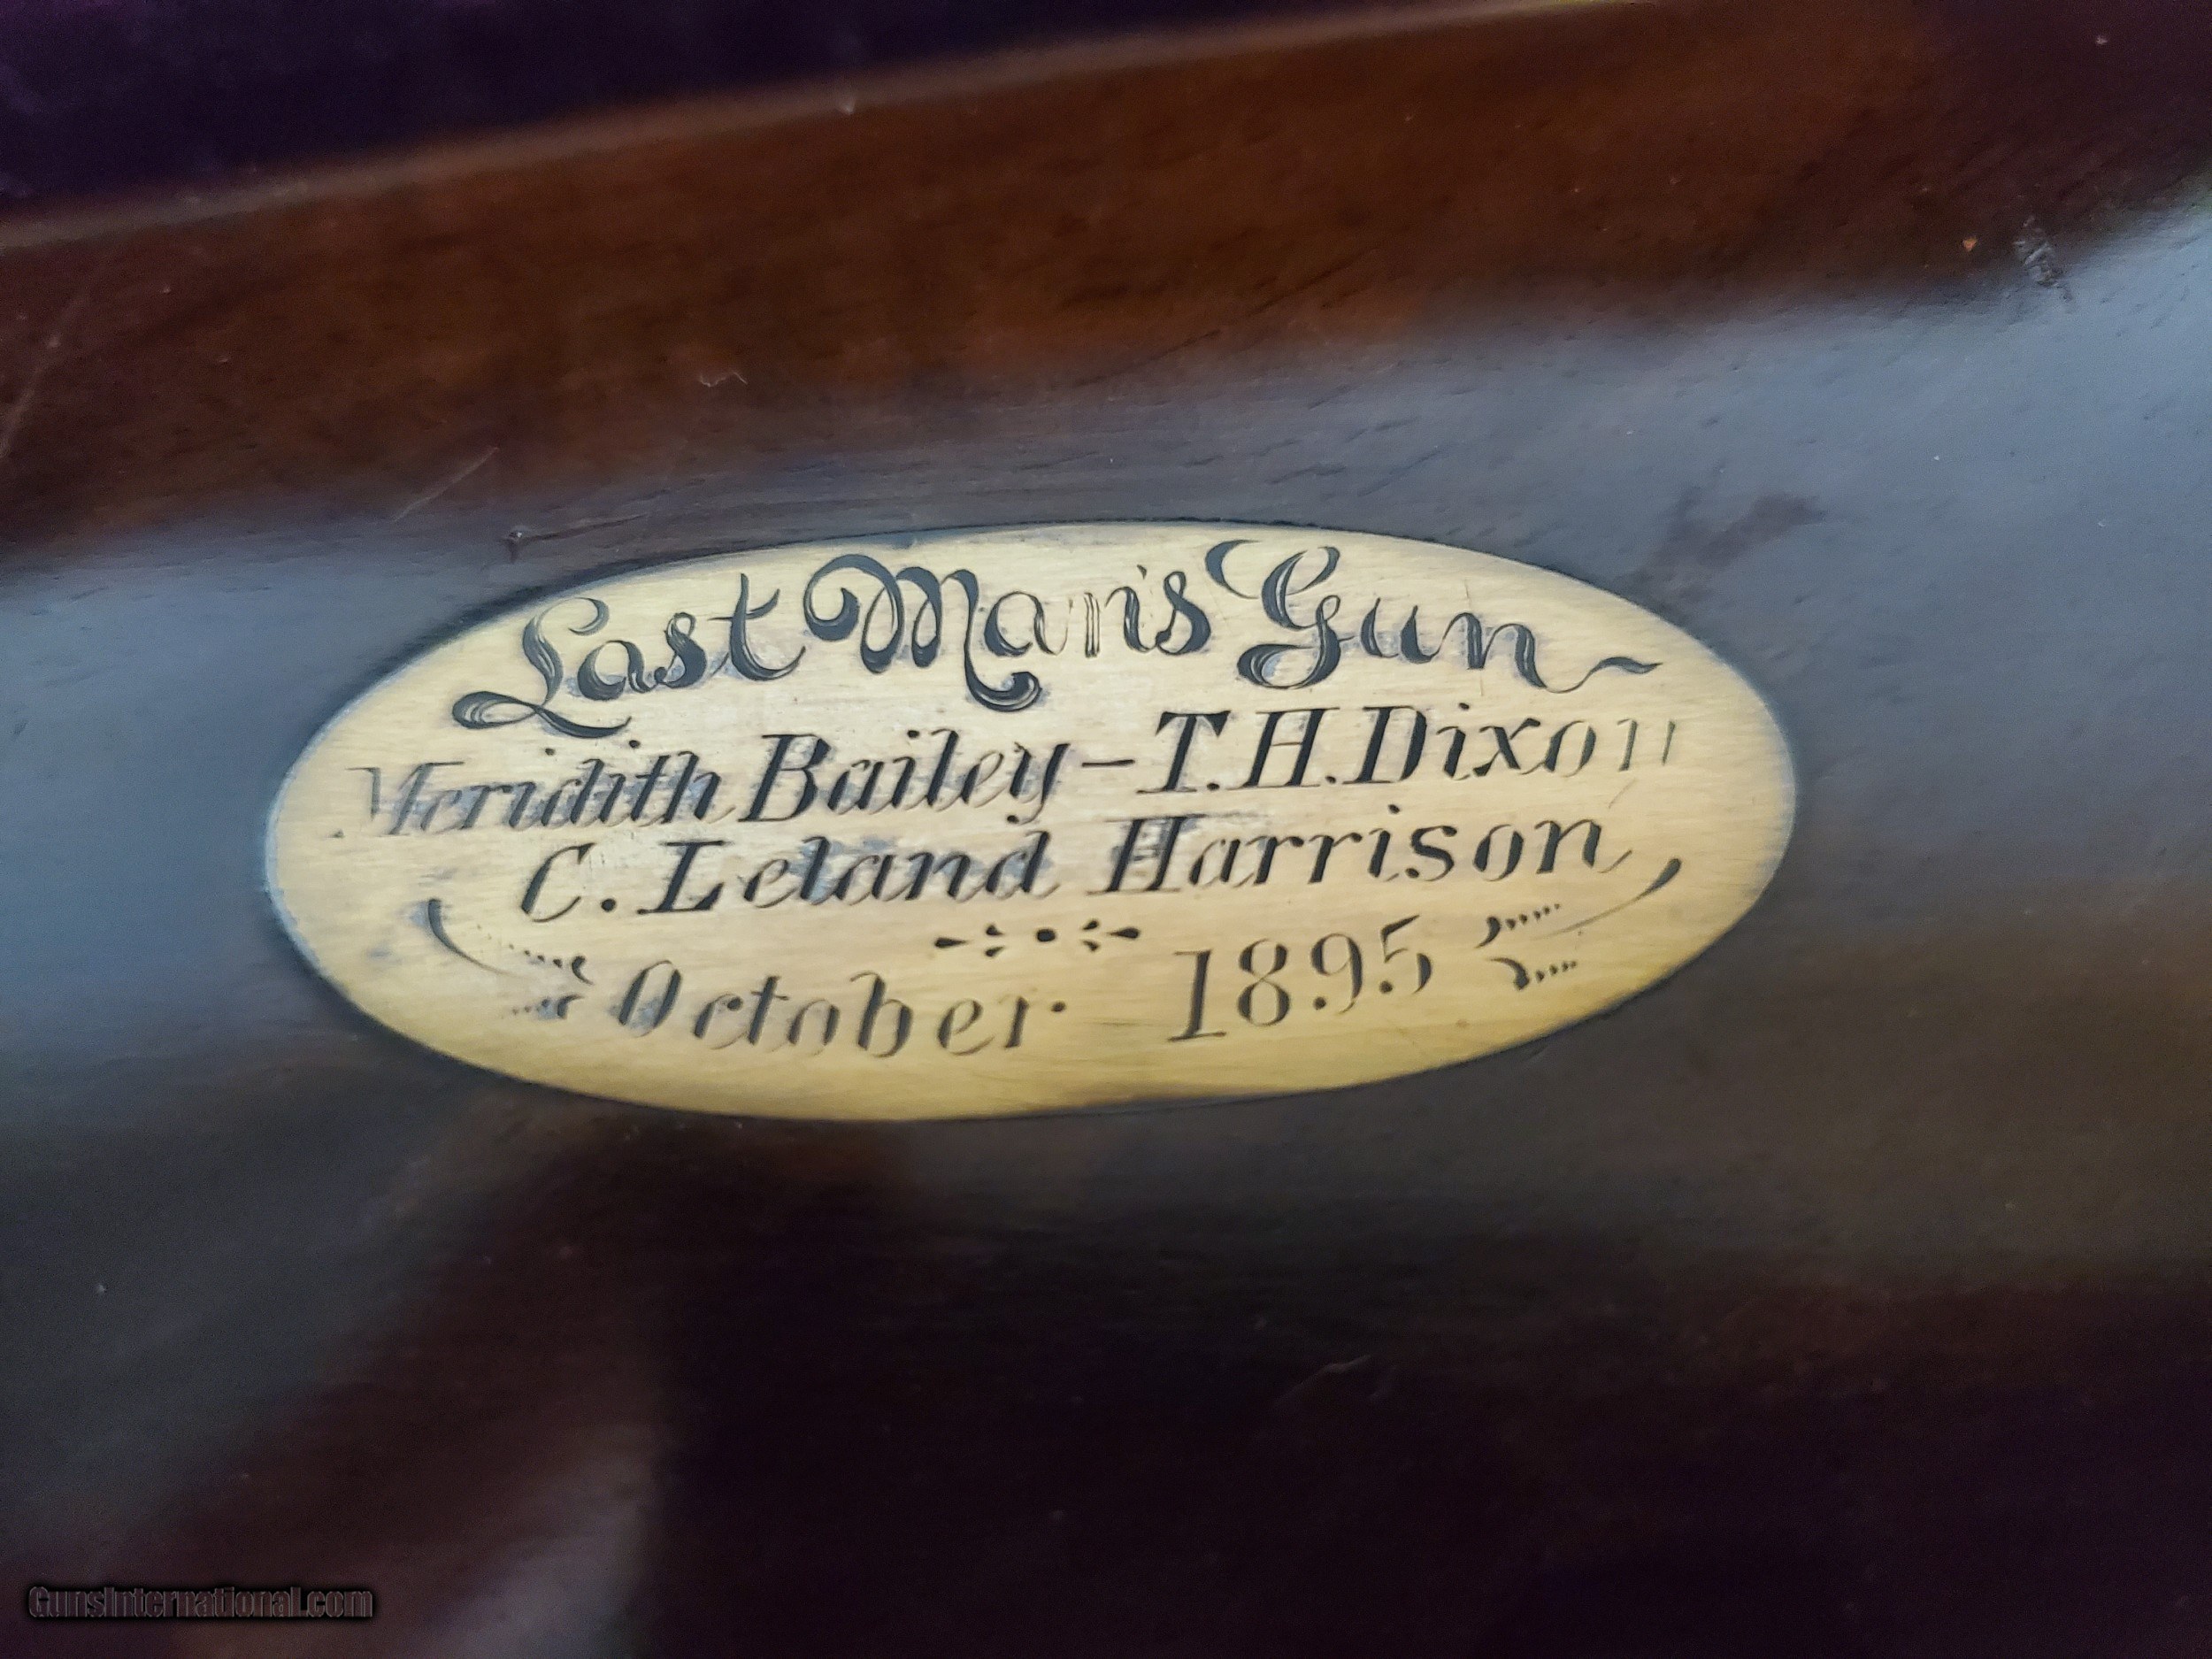 Last Man's Gun
Meridith Bailey – T.H. Dixon
C. Leland Harrison
October 1895
GunsInternational.com